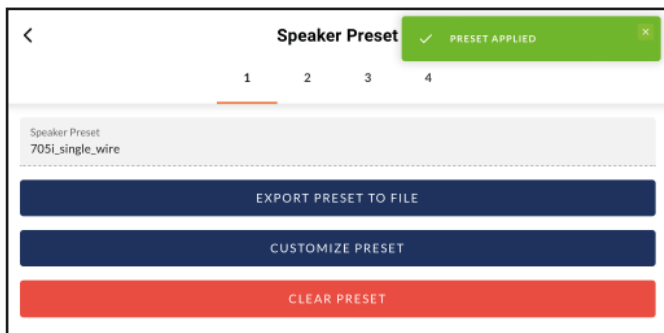 Speaker Preset
PRESET APPLIED
1 2 3 4
Speaker Preset
705i_single_wire
EXPORT PRESET TO FILE
CUSTOMIZE PRESET
CLEAR PRESET